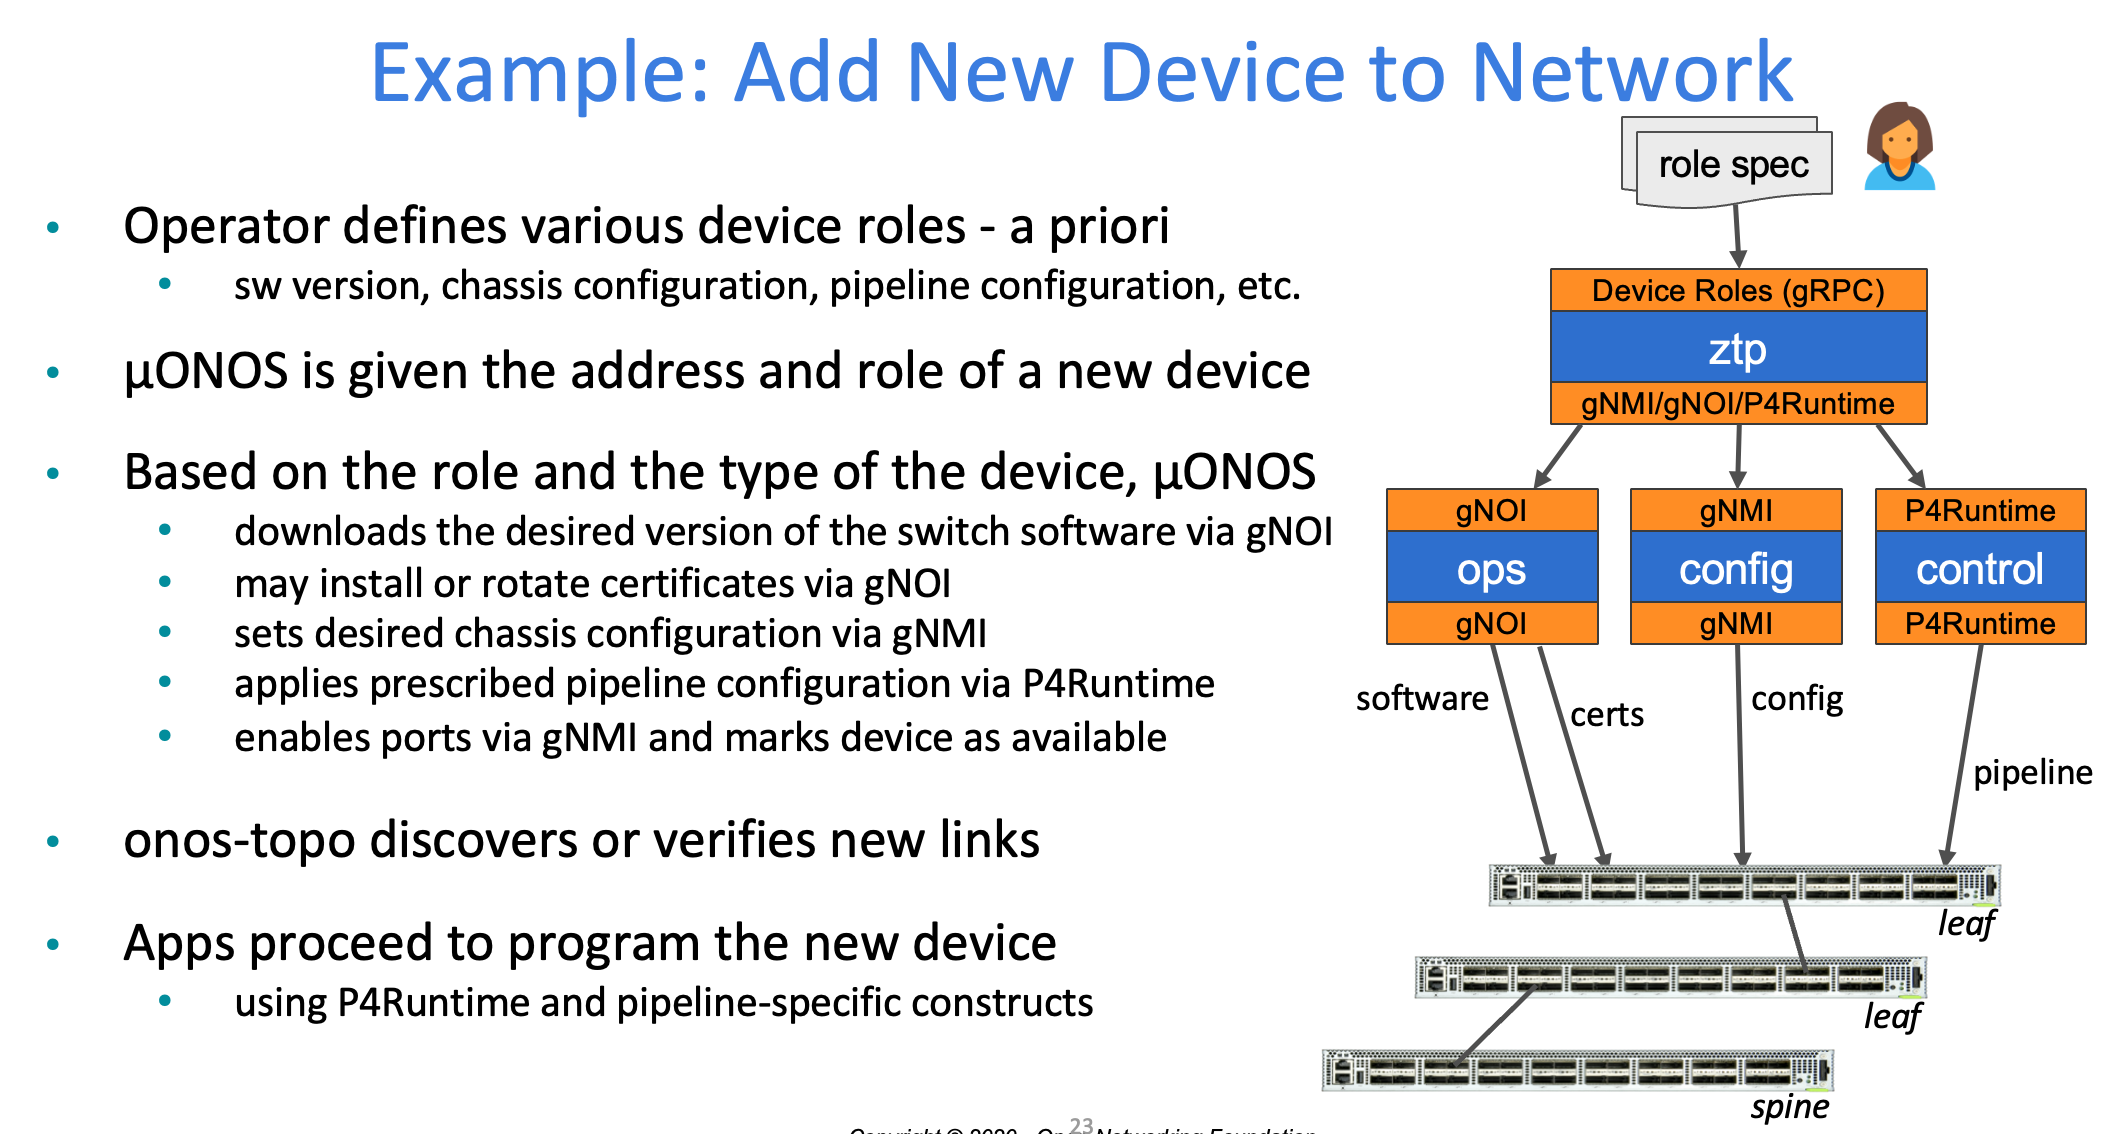 Example: Add New Device to Network
• Operator defines various device roles - a priori
• sw version, chassis configuration, pipeline configuration, etc.
• µONOS is given the address and role of a new device
• Based on the role and the type of the device, µONOS
• downloads the desired version of the switch software via gNOI
• may install or rotate certificates via gNOI
• sets desired chassis configuration via gNMI
• applies prescribed pipeline configuration via P4Runtime
• enables ports via gNMI and marks device as available
• onos-topo discovers or verifies new links
• Apps proceed to program the new device
• using P4Runtime and pipeline-specific constructs
role spec
Device Roles (gRPC)
ztp
gNMI/gNOI/P4Runtime
gNOI
ops
gNOI
gNMI
config
gNMI
P4Runtime
control
P4Runtime
software
certs
config
pipeline
leaf
leaf
spine
23
Copyright © 2020 - Networking Foundation